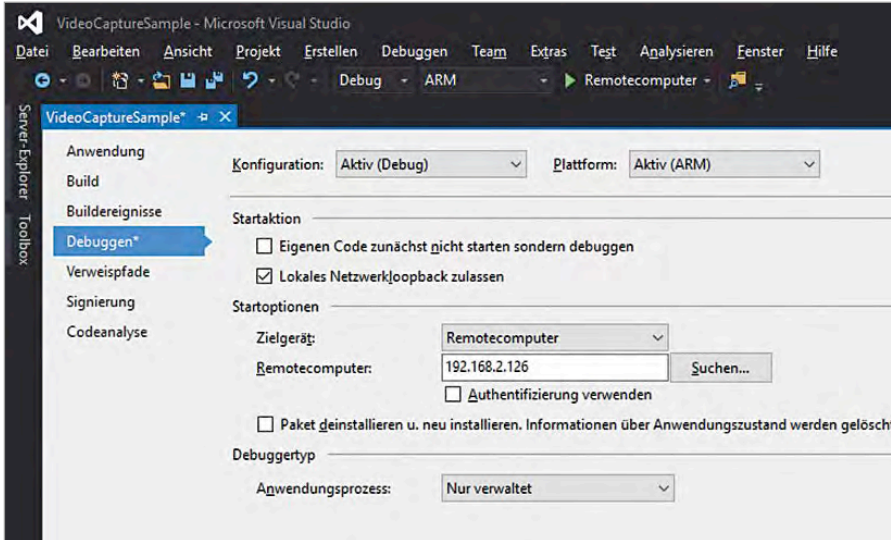 VideoCaptureSample - Microsoft Visual Studio
Datei Bearbeiten Ansicht Projekt Erstellen Debuggen Team Extras Test Analysieren Fenster Hilfe
Debug ARM Remotecomputer
Server-Explorer
Toolbox
VideoCaptureSample*
Anwendung
Build
Buildereignisse
Debuggen*
Verweispfade
Signierung
Codeanalyse
Konfiguration: Aktiv (Debug) Plattform: Aktiv (ARM)
Startaktion
Eigenen Code zunächst nicht starten sondern debuggen
Lokales Netzwerkloopback zulassen
Startoptionen
Zielgerät: Remotecomputer
Remotecomputer: 192.168.2.126 Suchen...
Authentifizierung verwenden
Paket deinstallieren u. neu installieren. Informationen über Anwendungszustand werden gelöscht
Debuggertyp
Anwendungsprozess: Nur verwaltet